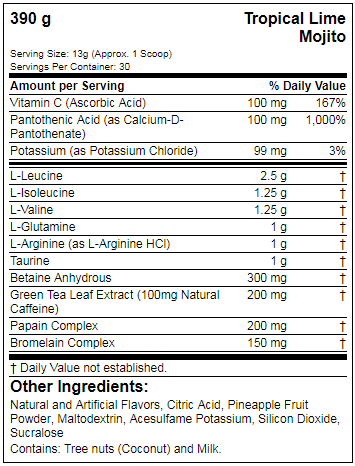 390 g Tropical Lime
Mojito
Serving Size: 13g (Approx. 1 Scoop)
Servings Per Container: 30
Amount per Serving % Daily Value
Vitamin C (Ascorbic Acid) 100 mg 167%
Pantothenic Acid (as Calcium-D- 100 mg 1,000%
Pantothenate)
Potassium (as Potassium Chloride) 99 mg 3%
L-Leucine 2.5 g †
L-Isoleucine 1.25 g †
L-Valine 1.25 g †
L-Glutamine 1 g †
L-Arginine (as L-Arginine HCl) 1 g †
Taurine 1 g †
Betaine Anhydrous 300 mg †
Green Tea Leaf Extract (100mg Natural 200 mg †
Caffeine)
Papain Complex 200 mg †
Bromelain Complex 150 mg †
† Daily Value not established.
Other Ingredients:
Natural and Artificial Flavors, Citric Acid, Pineapple Fruit
Powder, Maltodextrin, Acesulfame Potassium, Silicon Dioxide,
Sucralose
Contains: Tree nuts (Coconut) and Milk.